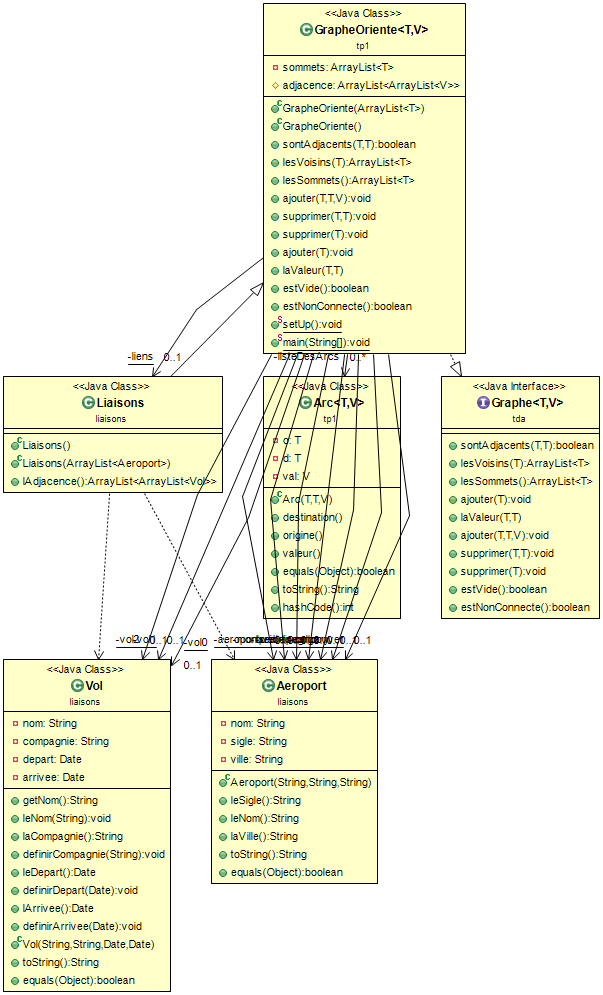 <<Java Class>>
GrapheOriente<T,V>
tp1
sommets: ArrayList<T>
adjacence: ArrayList<ArrayList<V>>
GrapheOriente(ArrayList<T>)
GrapheOriente()
sontAdjacents(T,T):boolean
lesVoisins(T):ArrayList<T>
lesSommets():ArrayList<T>
ajouter(T,T,V):void
supprimer(T,T):void
supprimer(T):void
ajouter(T):void
laValeur(T,T)
estVide():boolean
estNonConnecte():boolean
setUp():void
main(String[]):void
-liens
0..1
-listeDesArcs
0..*
<<Java Class>>
Liaisons
liaisons
Liaisons()
Liaisons(ArrayList<Aeroport>)
lAdjacence():ArrayList<ArrayList<Vol>>
<<Java Class>>
Arc<T,V>
tp1
o: T
d: T
val: V
Arc(T,T,V)
destination()
origine()
valeur()
equals(Object):boolean
toString():String
hashCode():int
<<Java Interface>>
Graphe<T,V>
tda
sontAdjacents(T,T):boolean
lesVoisins(T):ArrayList<T>
lesSommets():ArrayList<T>
ajouter(T):void
laValeur(T,T)
ajouter(T,T,V):void
supprimer(T,T):void
supprimer(T):void
estVide():boolean
estNonConnecte():boolean
-vol2
-vol1
0..1
0..1
-vol0
0..1
0..1
<<Java Class>>
Vol
liaisons
nom: String
compagnie: String
depart: Date
arrivee: Date
getNom():String
leNom(String):void
laCompagnie():String
definirCompagnie(String):void
leDepart():Date
definirDepart(Date):void
lArrivee():Date
definirArrivee(Date):void
Vol(String,String,Date,Date)
toString():String
equals(Object):boolean
<<Java Class>>
Aeroport
liaisons
nom: String
sigle: String
ville: String
Aeroport(String,String,String)
leSigle():String
leNom():String
laVille():String
toString():String
equals(Object):boolean